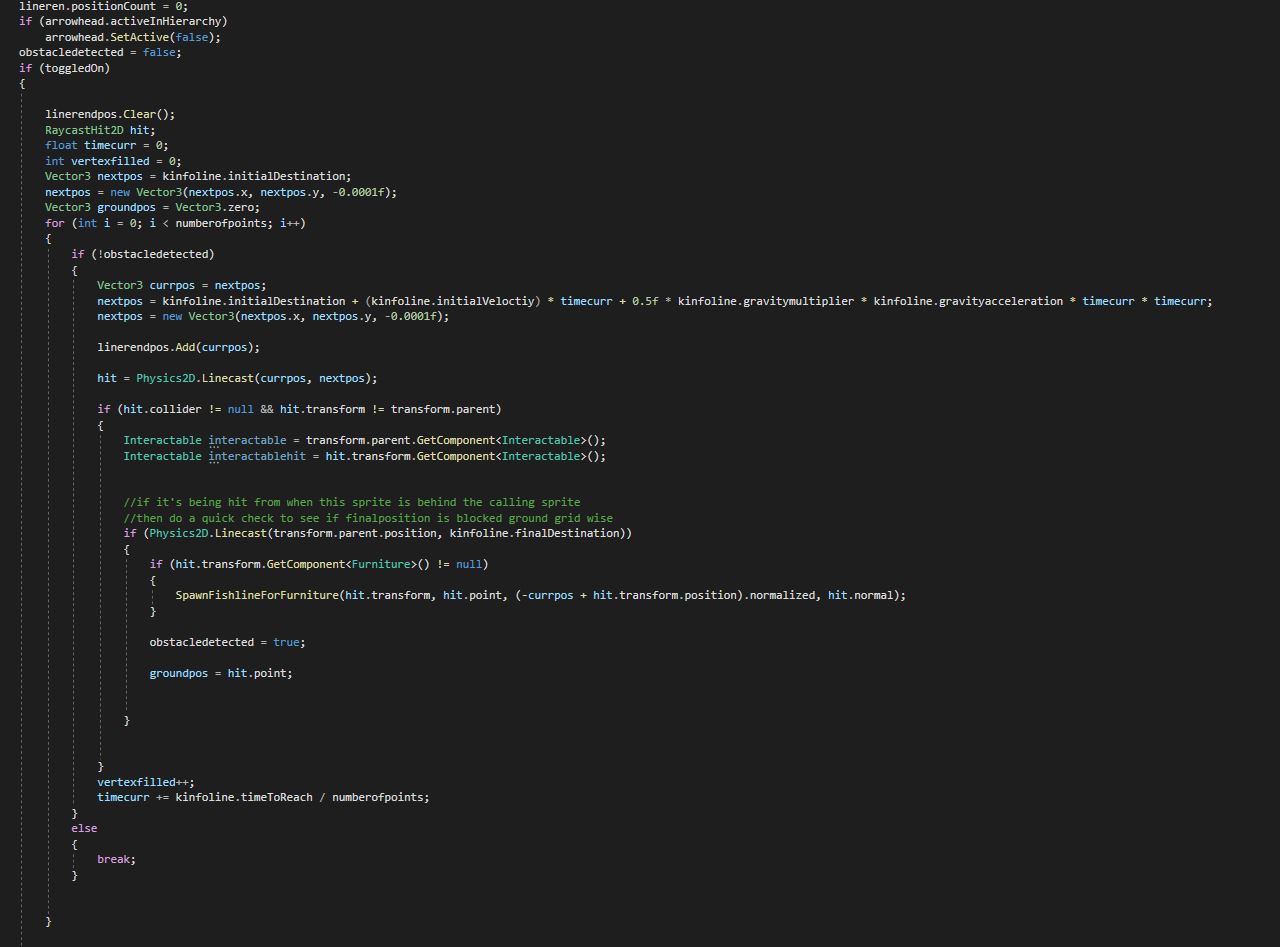 lineren.positionCount = 0;
if (arrowhead.activeInHierarchy)
arrowhead.SetActive(false);
obstacledetected = false;
if (toggledOn)
{
linerendpos.Clear();
RaycastHit2D hit;
float timecurr = 0;
int vertexfilled = 0;
Vector3 nextpos = kinfoline.initialDestination;
nextpos = new Vector3(nextpos.x, nextpos.y, -0.0001f);
Vector3 groundpos = Vector3.zero;
for (int i = 0; i < numberofpoints; i++)
{
if (!obstacledetected)
{
Vector3 currpos = nextpos;
nextpos = kinfoline.initialDestination + (kinfoline.initialVeloctiy) * timecurr + 0.5f * kinfoline.gravitymultiplier * kinfoline.gravityacceleration * timecurr * timecurr;
nextpos = new Vector3(nextpos.x, nextpos.y, -0.0001f);
linerendpos.Add(currpos);
hit = Physics2D.Linecast(currpos, nextpos);
if (hit.collider != null && hit.transform != transform.parent)
{
Interactable interactable = transform.parent.GetComponent<Interactable>();
Interactable interactablehit = hit.transform.GetComponent<Interactable>();
//if it's being hit from when this sprite is behind the calling sprite
//then do a quick check to see if finalposition is blocked ground grid wise
if (Physics2D.Linecast(transform.parent.position, kinfoline.finalDestination))
{
if (hit.transform.GetComponent<Furniture>() != null)
{
SpawnFishlineForFurniture(hit.transform, hit.point, (-currpos + hit.transform.position).normalized, hit.normal);
}
obstacledetected = true;
groundpos = hit.point;
}
}
vertexfilled++;
timecurr += kinfoline.timeToReach / numberofpoints;
}
else
{
break;
}
}